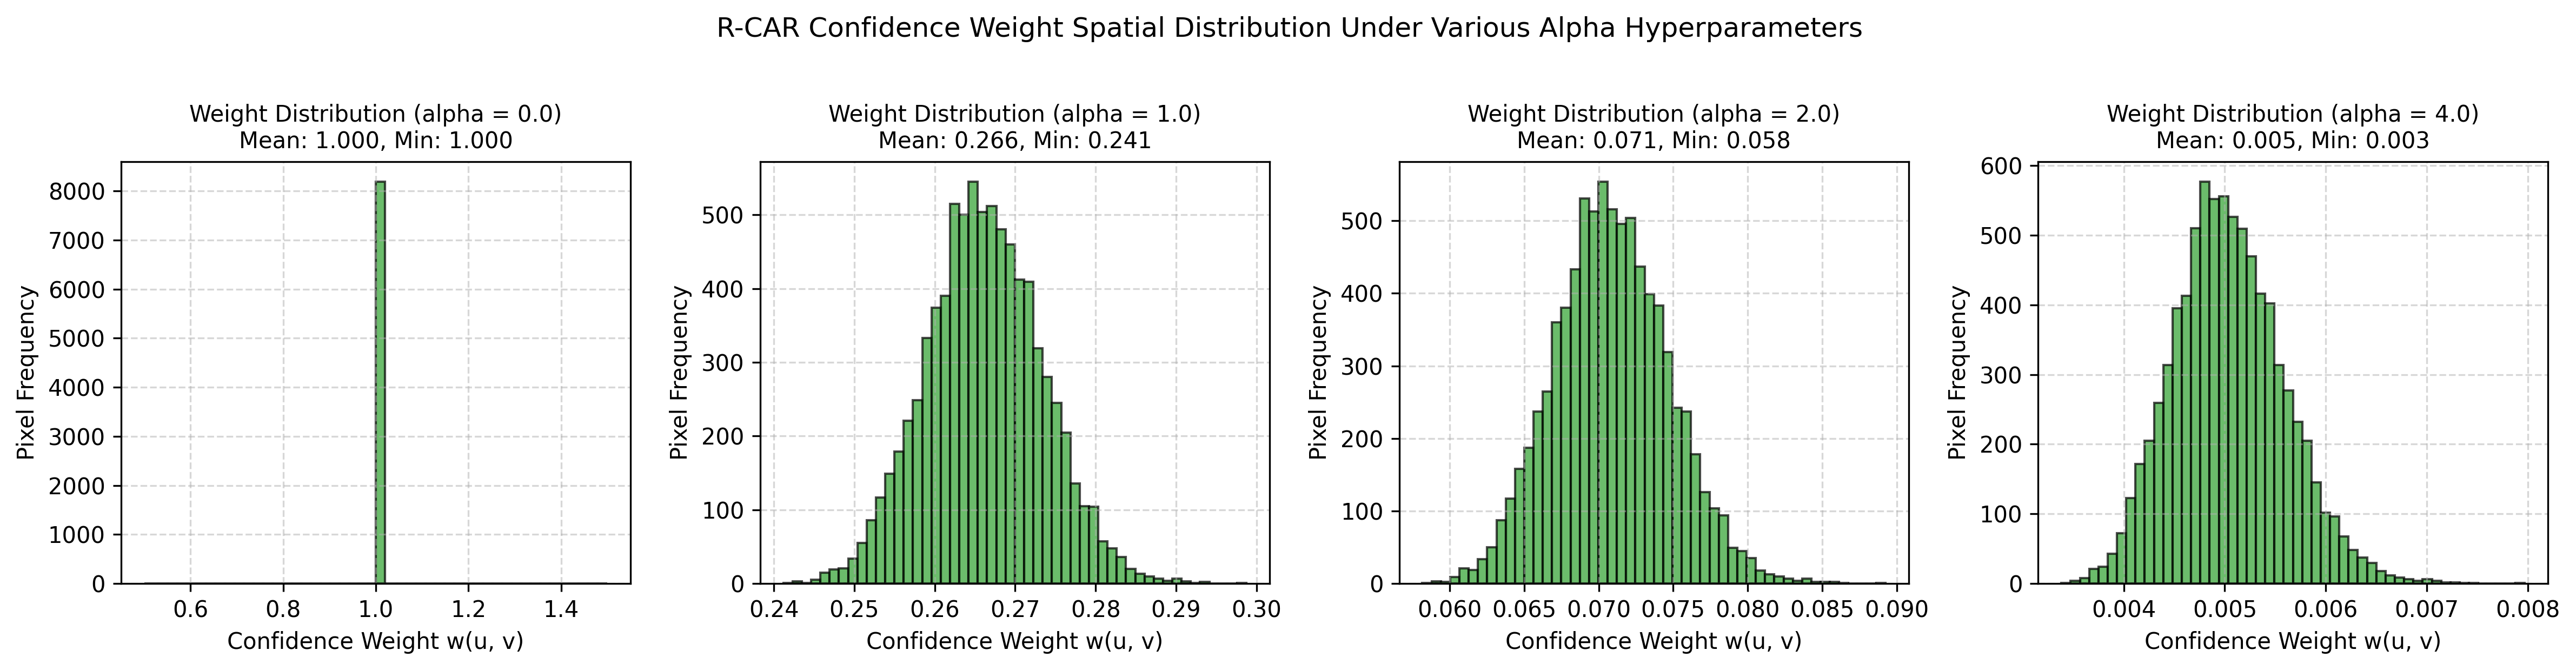 R-CAR Confidence Weight Spatial Distribution Under Various Alpha Hyperparameters
Weight Distribution (alpha = 0.0)
Mean: 1.000, Min: 1.000
Pixel Frequency
8000
7000
6000
5000
4000
3000
2000
1000
0
0.6 0.8 1.0 1.2 1.4
Confidence Weight w(u, v)
Weight Distribution (alpha = 1.0)
Mean: 0.266, Min: 0.241
Pixel Frequency
500
400
300
200
100
0
0.24 0.25 0.26 0.27 0.28 0.29 0.30
Confidence Weight w(u, v)
Weight Distribution (alpha = 2.0)
Mean: 0.071, Min: 0.058
Pixel Frequency
500
400
300
200
100
0
0.060 0.065 0.070 0.075 0.080 0.085 0.090
Confidence Weight w(u, v)
Weight Distribution (alpha = 4.0)
Mean: 0.005, Min: 0.003
Pixel Frequency
600
500
400
300
200
100
0
0.004 0.005 0.006 0.007 0.008
Confidence Weight w(u, v)